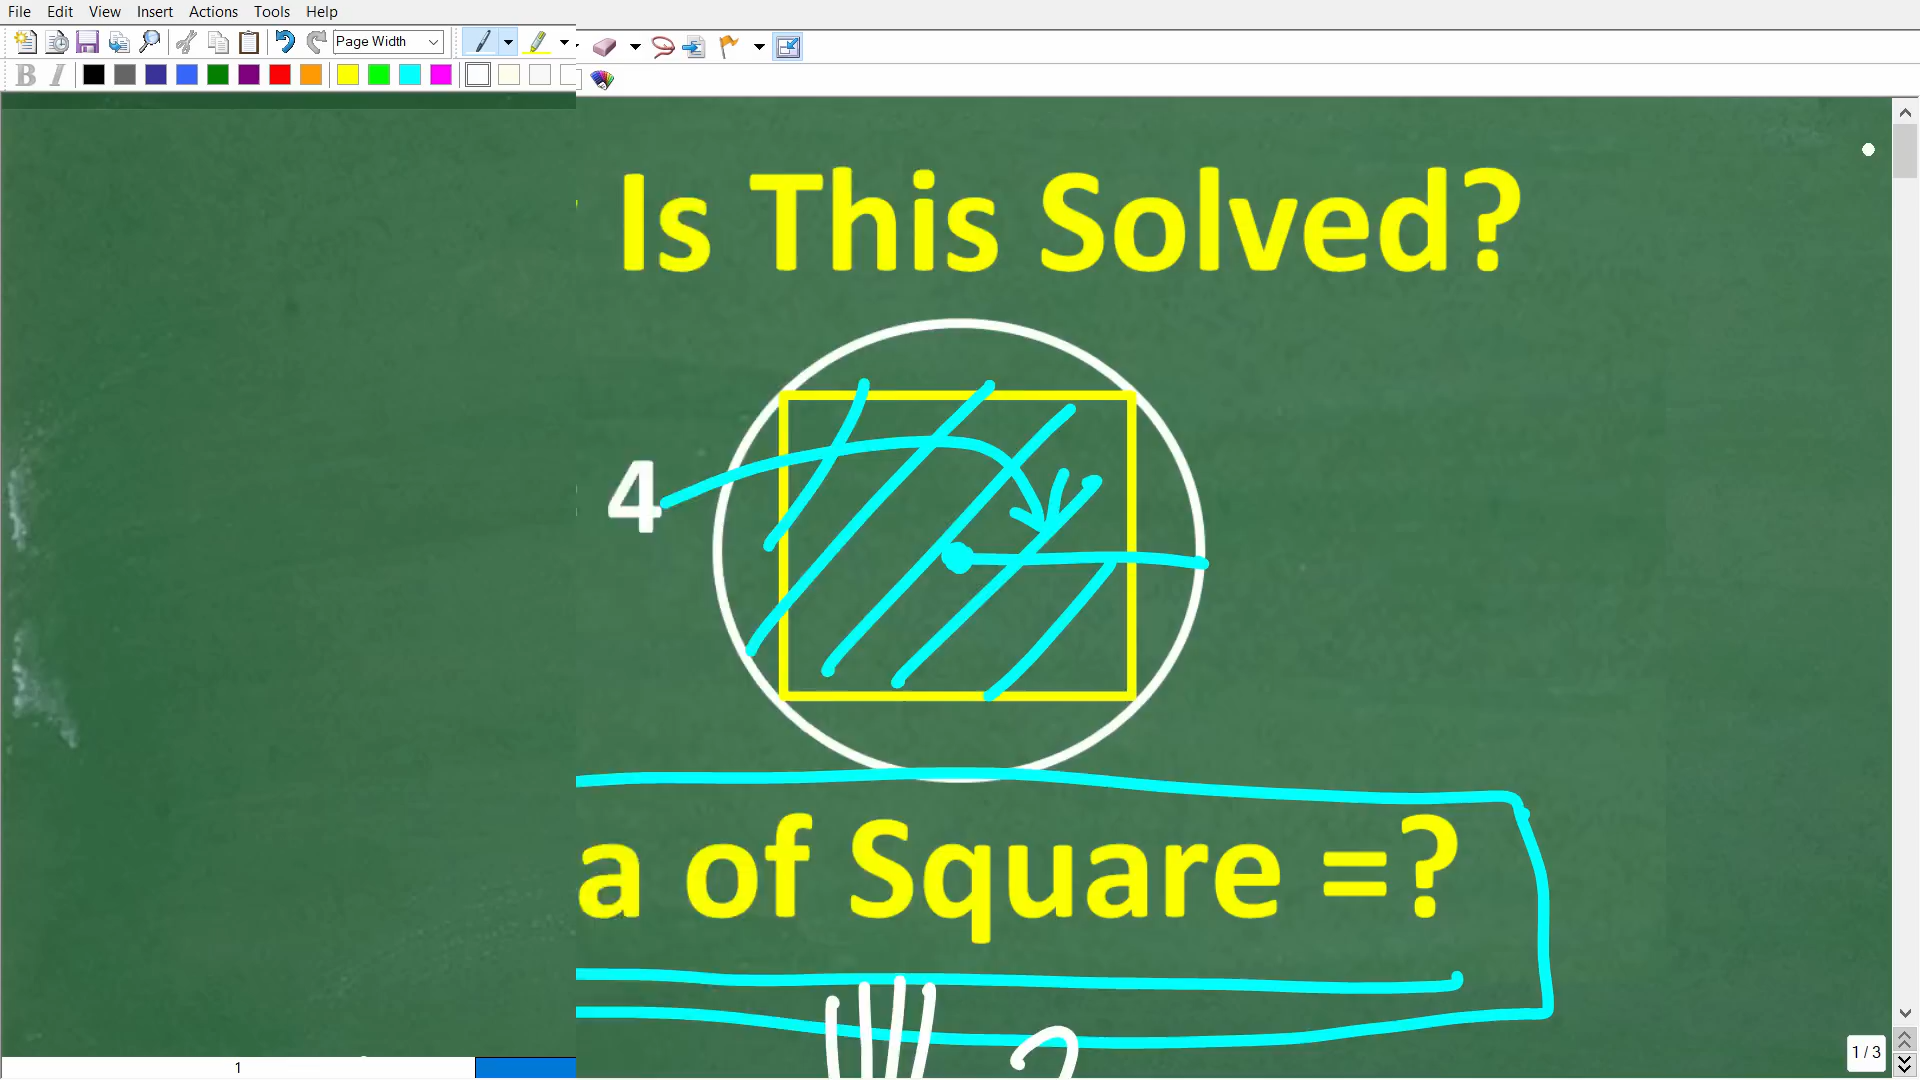 File Edit View Insert Actions Tools Help
Page Width
B I
Is This Solved?
4
a of Square =?
1 / 3
1